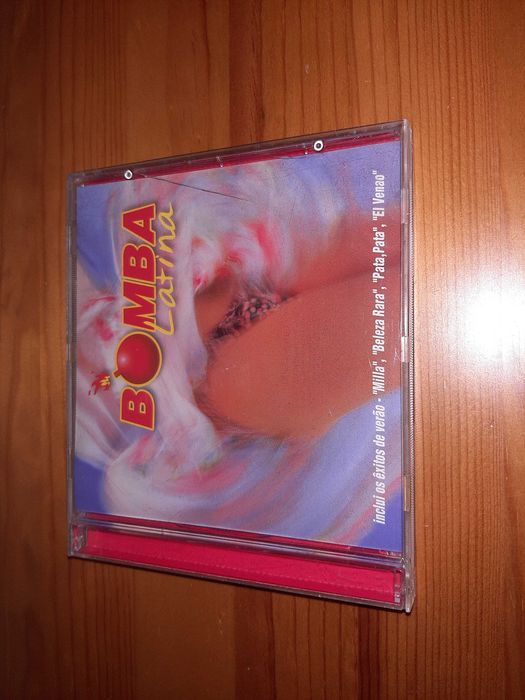 BOMBA
Latina
inclui os êxitos de verão - "Milla", "Beleza Rara", "Pata,Pata", "El Venao"